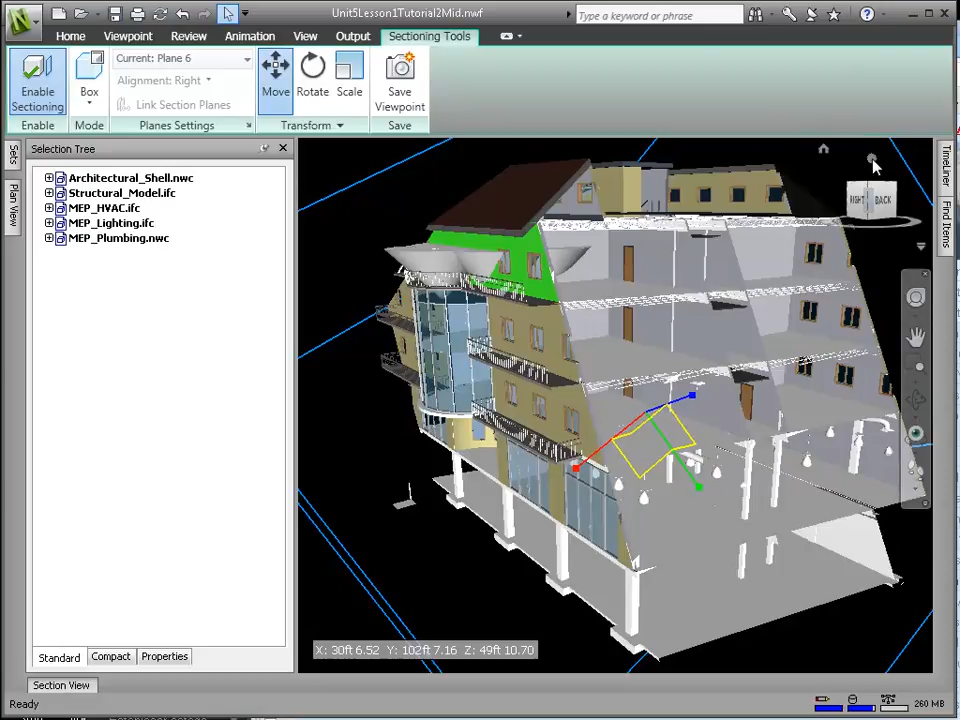 Unit5Lesson1Tutorial2Mid.nwf
Type a keyword or phrase
Home Viewpoint Review Animation View Output Sectioning Tools
Enable Sectioning
Box
Current: Plane 6
Alignment: Right
Link Section Planes
Move Rotate Scale
Save Viewpoint
Enable Mode Planes Settings Transform Save
Sets
Plan View
Selection Tree
Architectural_Shell.nwc
Structural_Model.ifc
MEP_HVAC.ifc
MEP_Lighting.ifc
MEP_Plumbing.nwc
Standard Compact Properties
RIGHT BACK
TimeLiner
Find Items
X: 30ft 6.52 Y: 102ft 7.16 Z: 49ft 10.70
Section View
Ready
260 MB